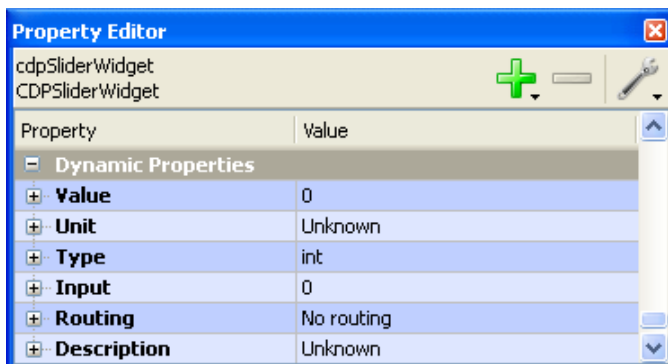 Property Editor
cdpSliderWidget
CDPSliderWidget
Property Value
Dynamic Properties
Value 0
Unit Unknown
Type int
Input 0
Routing No routing
Description Unknown